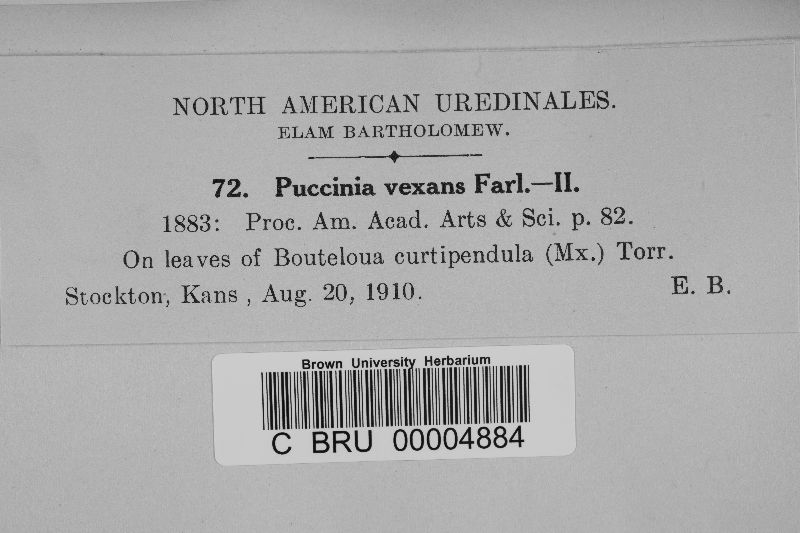 NORTH AMERICAN UREDINALES.
ELAM BARTHOLOMEW.
72. Puccinia vexans Farl.—II.
1883: Proc. Am. Acad. Arts & Sci. p. 82.
On leaves of Bouteloua curtipendula (Mx.) Torr.
Stockton, Kans , Aug. 20, 1910. E. B.
Brown University Herbarium
C BRU 00004884